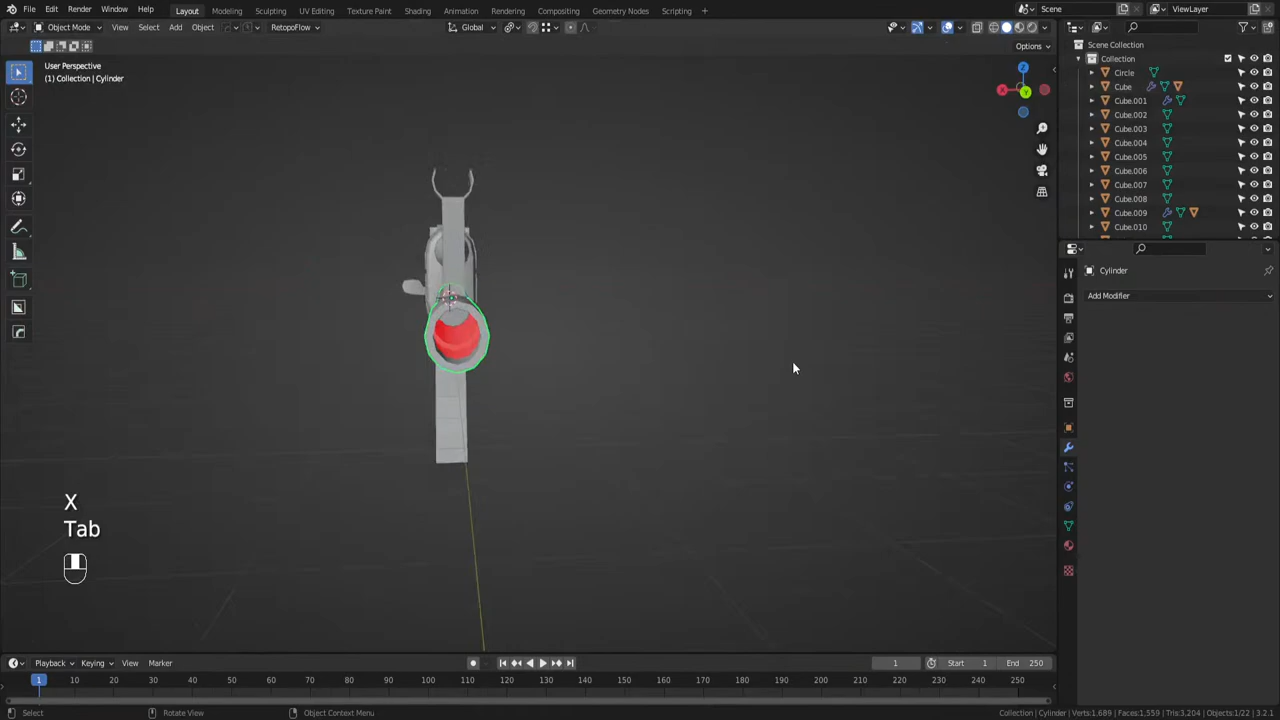 File Edit Render Window Help Layout Modeling Sculpting UV Editing Texture Paint Shading Animation Compositing Rendering Compositing Geometry Nodes Scripting + Scene ViewLayer
Object Mode View Select Add Object RetopoFlow Global
Options
User Perspective
(1) Collection | Cylinder
Z
X
Y
Scene Collection
Collection
Circle
Cube
Cube.001
Cube.002
Cube.003
Cube.004
Cube.005
Cube.006
Cube.007
Cube.008
Cube.009
Cube.010
Cylinder
Add Modifier
X
Tab
Playback Keying View Marker 1 Start 1 End 250
1 10 20 30 40 50 60 70 80 90 100 110 120 130 140 150 160 170 180 190 200 210 220 230 240 250
Select Rotate View Object Context Menu Collection | Cylinder | Verts:1,689 | Faces:1,559 | Tris:3,204 | Objects:1/22 | 3.2.1